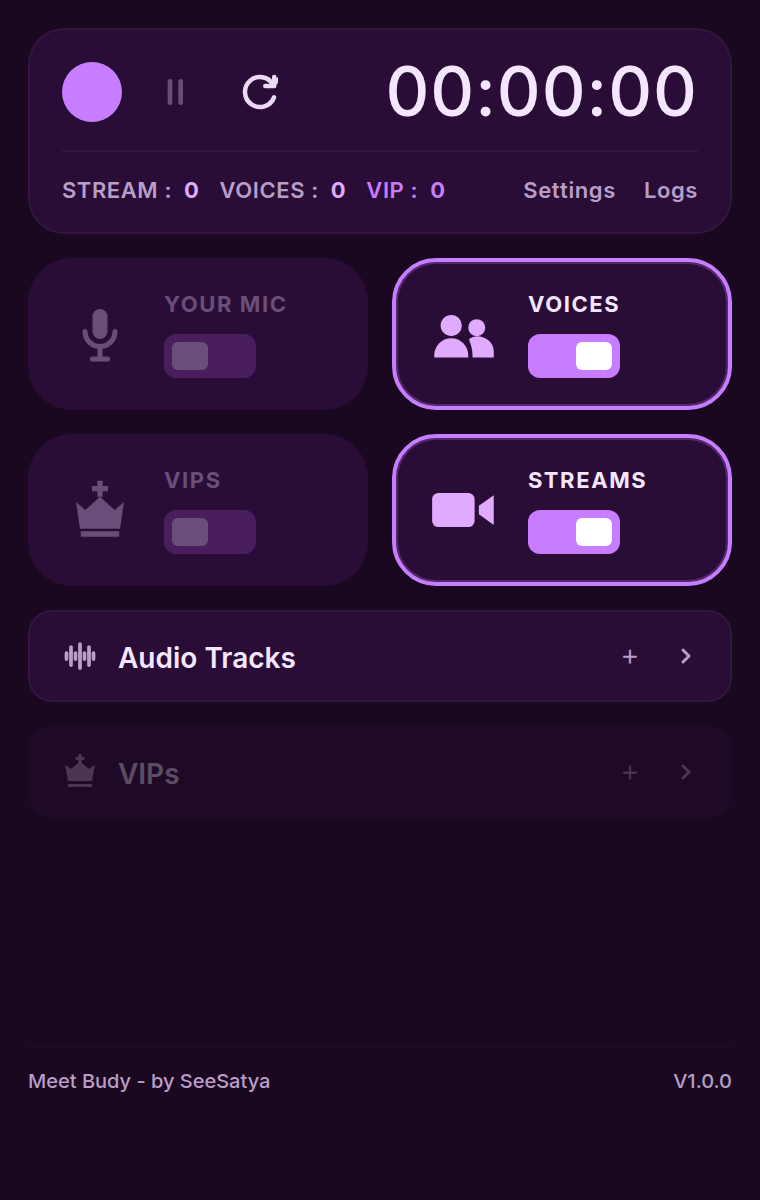 00:00:00
STREAM : 0 VOICES : 0 VIP : 0 Settings Logs
YOUR MIC
VOICES
VIPS
STREAMS
Audio Tracks +
VIPs +
Meet Budy - by SeeSatya V1.0.0